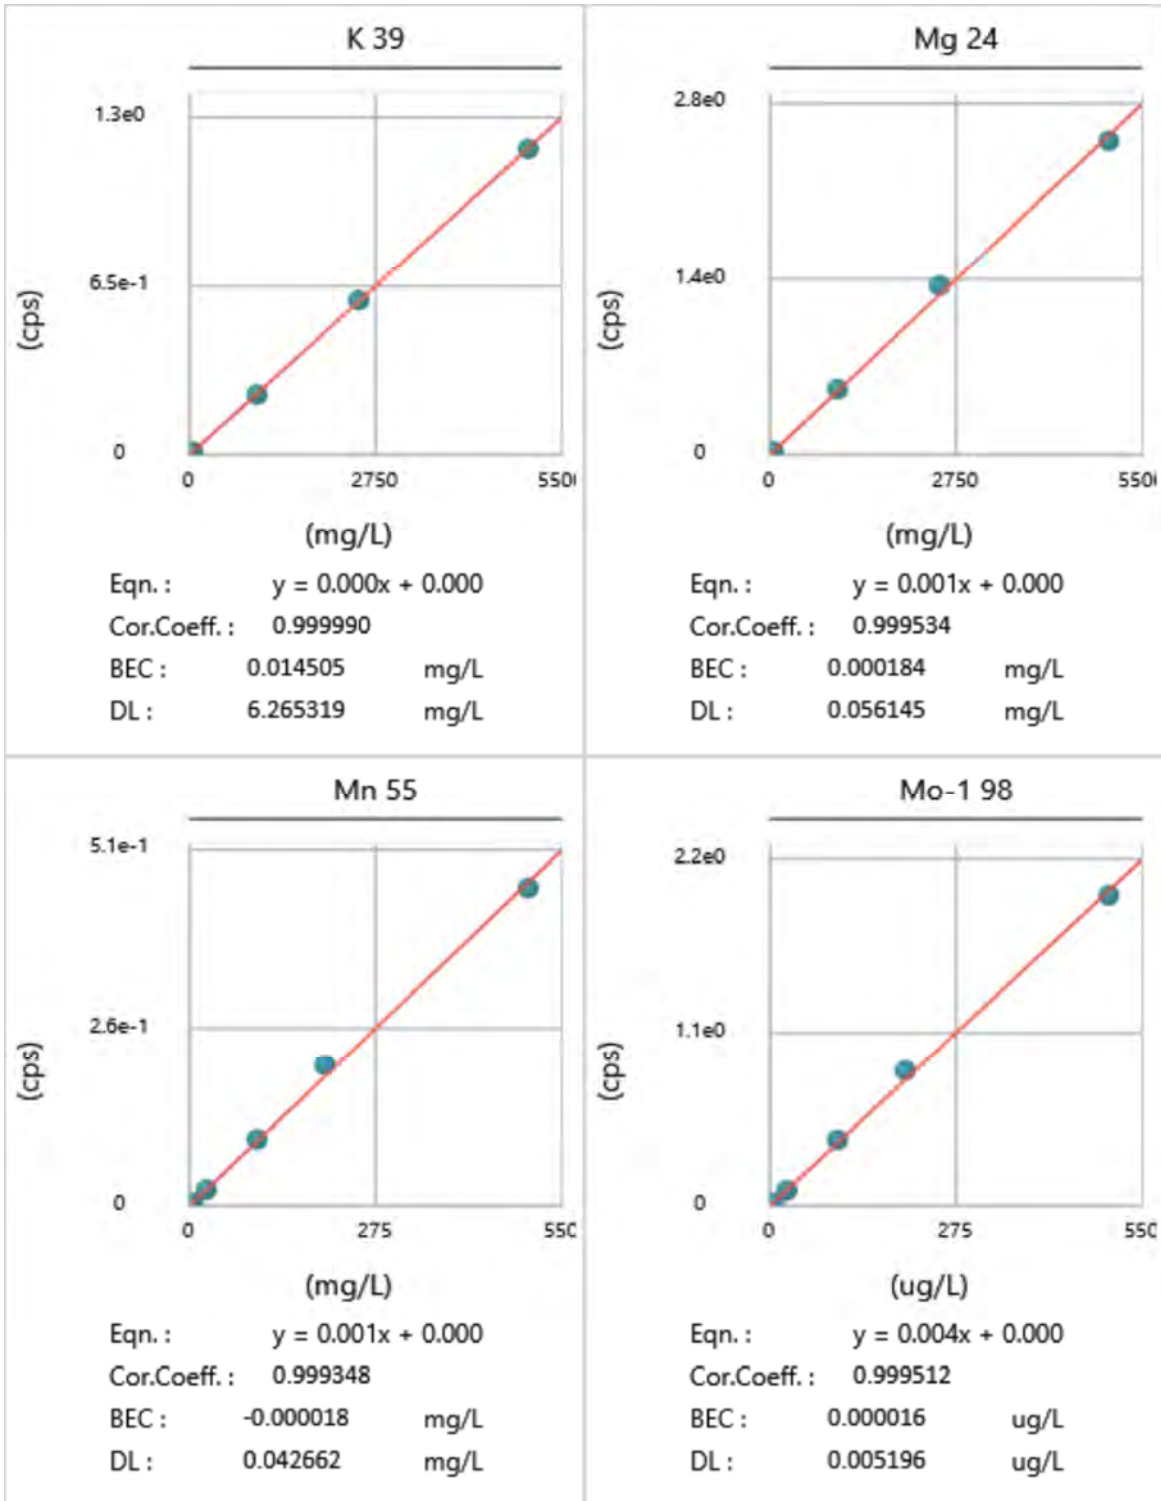 K 39
1.3e0
6.5e-1
0
(cps)
0 2750 550
(mg/L)
Eqn. : y = 0.000x + 0.000
Cor.Coeff. : 0.999990
BEC : 0.014505 mg/L
DL : 6.265319 mg/L
Mg 24
2.8e0
1.4e0
0
(cps)
0 2750 550
(mg/L)
Eqn. : y = 0.001x + 0.000
Cor.Coeff. : 0.999534
BEC : 0.000184 mg/L
DL : 0.056145 mg/L
Mn 55
5.1e-1
2.6e-1
0
(cps)
0 275 550
(mg/L)
Eqn. : y = 0.001x + 0.000
Cor.Coeff. : 0.999348
BEC : -0.000018 mg/L
DL : 0.042662 mg/L
Mo-1 98
2.2e0
1.1e0
0
(cps)
0 275 550
(ug/L)
Eqn. : y = 0.004x + 0.000
Cor.Coeff. : 0.999512
BEC : 0.000016 ug/L
DL : 0.005196 ug/L